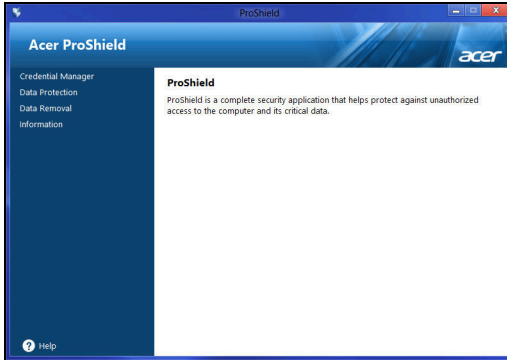 ProShield
Acer ProShield
acer
Credential Manager
Data Protection
Data Removal
Information
ProShield
ProShield is a complete security application that helps protect against unauthorized
access to the computer and its critical data.
? Help